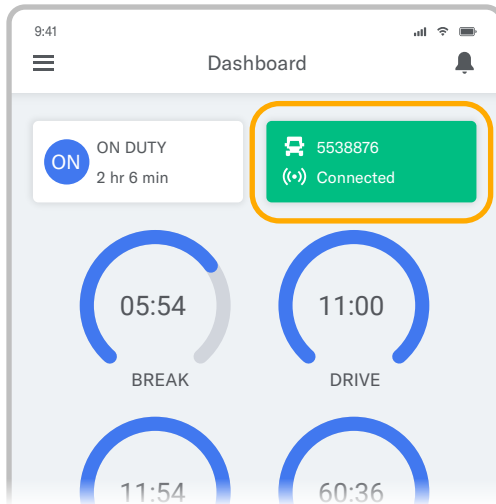 9:41
Dashboard
ON
ON DUTY
2 hr 6 min
5538876
Connected
05:54
11:00
BREAK
DRIVE
11:54
60:36